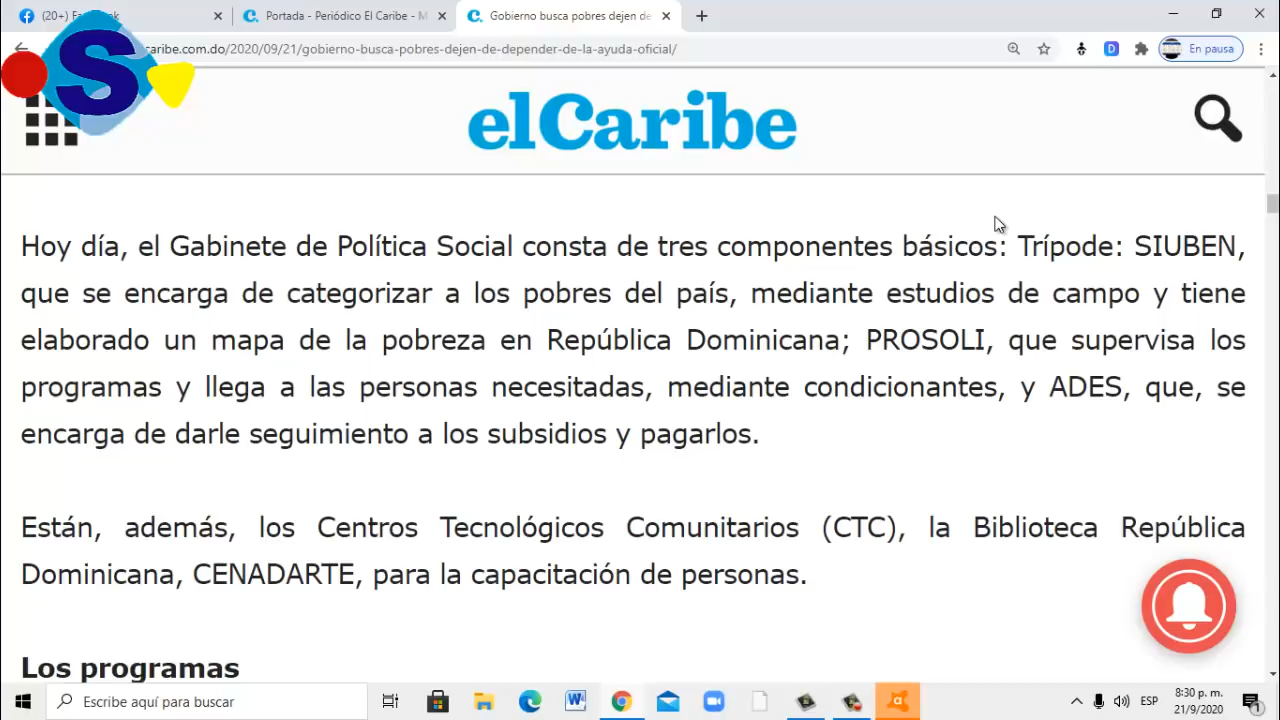 (20+) Fa ok
Portada - Periódico El Caribe - M
Gobierno busca pobres dejen de
caribe.com.do/2020/09/21/gobierno-busca-pobres-dejen-de-depender-de-la-ayuda-oficial/
En pausa
S
elCaribe
Hoy día, el Gabinete de Política Social consta de tres componentes básicos: Trípode: SIUBEN,
que se encarga de categorizar a los pobres del país, mediante estudios de campo y tiene
elaborado un mapa de la pobreza en República Dominicana; PROSOLI, que supervisa los
programas y llega a las personas necesitadas, mediante condicionantes, y ADES, que, se
encarga de darle seguimiento a los subsidios y pagarlos.
Están, además, los Centros Tecnológicos Comunitarios (CTC), la Biblioteca República
Dominicana, CENADARTE, para la capacitación de personas.
Los programas
Escribe aquí para buscar
ESP
8:30 p. m.
21/9/2020